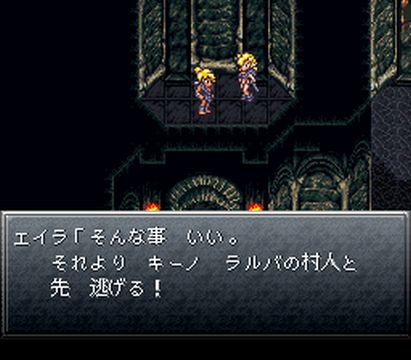 エイラ「そんな事　いい。
それより　キーノ　ラルバの村人と
先　逃げる！